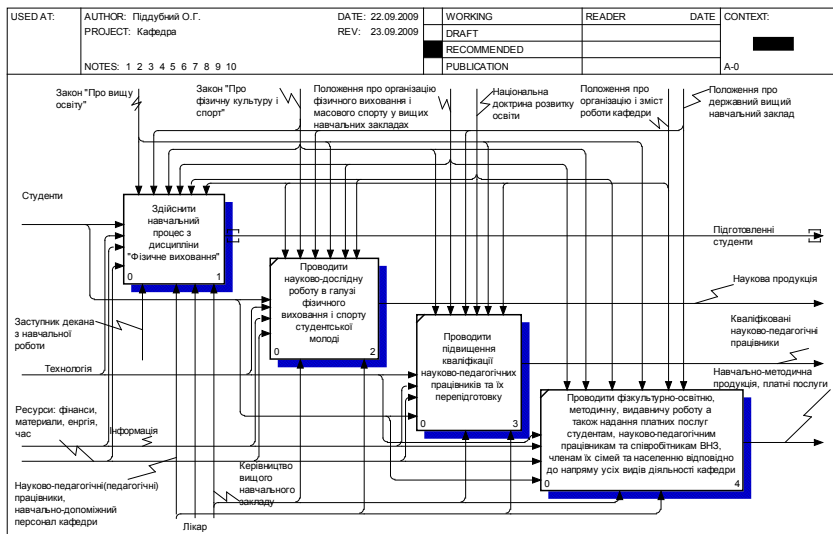 USED AT:
AUTHOR: Піддубний О.Г.
DATE: 22.09.2009
PROJECT: Кафедра
REV: 23.09.2009
NOTES: 1 2 3 4 5 6 7 8 9 10
WORKING
DRAFT
RECOMMENDED
PUBLICATION
READER
DATE
CONTEXT:
A-0
Закон "Про вищу
освіту"
Закон "Про
фізичну культуру і
спорт"
Положення про організацію
фізичного виховання і
масового спорту у вищих
навчальних закладах
Національна
доктрина розвитку
освіти
Положення про
організацію і зміст
роботи кафедри
Положення про
державний вищий
навчальний заклад
Студенти
Здійснити
навчальний
процес з
дисципліни
"Фізичне виховання"
0
1
Підготовленні
студенти
Проводити
науково-дослідну
роботу в галузі
фізичного
виховання і спорту
студентської
молоді
0
2
Наукова продукція
Заступник декана
з навчальної
роботи
Проводити
підвищення
кваліфікації
науково-педагогічних
працівників та їх
перепідготовку
0
3
Кваліфіковані
науково-педагогічні
працівники
Технологія
Навчально-методична
продукція, платні послуги
Проводити фізкультурно-освітню,
методичну, видавничу роботу а
також надання платних послуг
студентам, науково-педагогічним
працівникам та співробітникам ВНЗ,
членам їх сімей та населенню відповідно
до напряму усіх видів діяльності кафедри
0
4
Ресурси: фінанси,
материали, енргія,
час
Інформація
Науково-педагогічні(педагогічні)
працівники,
навчально-допоміжний
персонал кафедри
Керівництво
вищого
навчального
закладу
Лікар